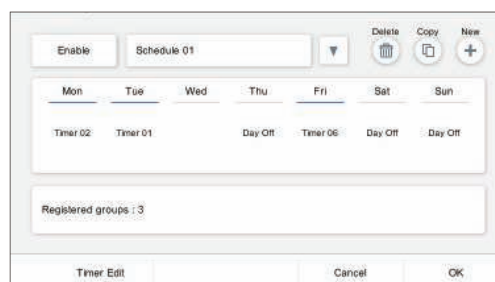 Delete Copy New
Enable Schedule 01
Mon Tue Wed Thu Fri Sat Sun
Timer 02 Timer 01 Day Off Timer 06 Day Off Day Off
Registered groups : 3
Timer Edit Cancel OK